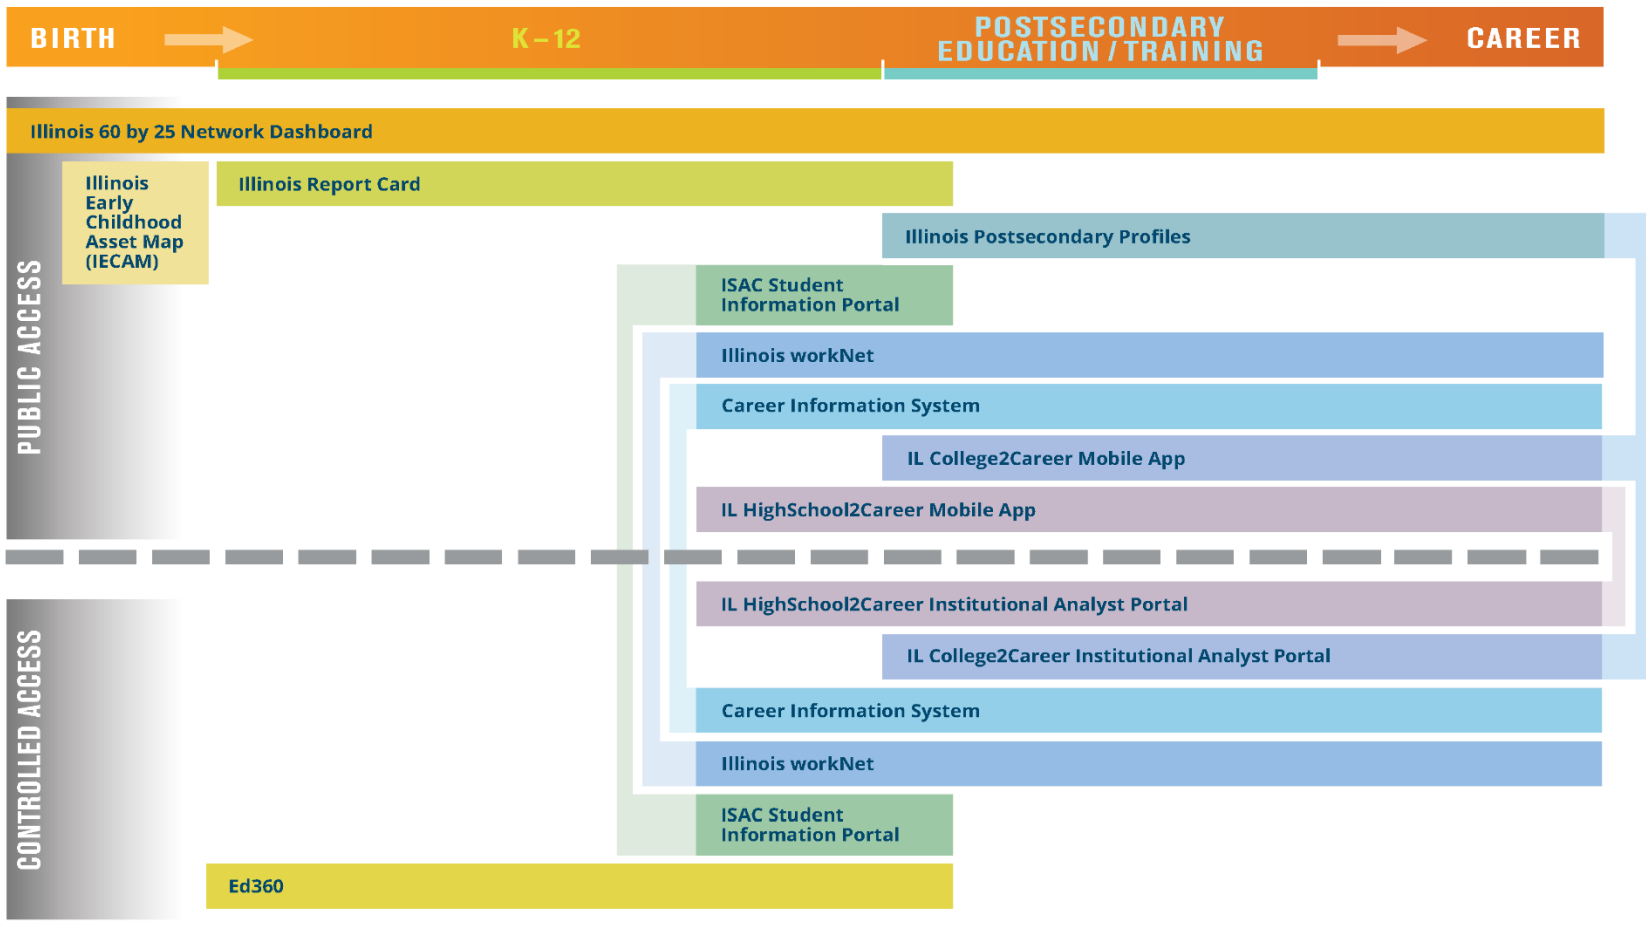 BIRTH
K – 12
POSTSECONDARY
EDUCATION / TRAINING
CAREER
PUBLIC ACCESS
Illinois 60 by 25 Network Dashboard
Illinois
Early
Childhood
Asset Map
(IECAM)
Illinois Report Card
Illinois Postsecondary Profiles
ISAC Student
Information Portal
Illinois workNet
Career Information System
IL College2Career Mobile App
IL HighSchool2Career Mobile App
CONTROLLED ACCESS
IL HighSchool2Career Institutional Analyst Portal
IL College2Career Institutional Analyst Portal
Career Information System
Illinois workNet
ISAC Student
Information Portal
Ed360